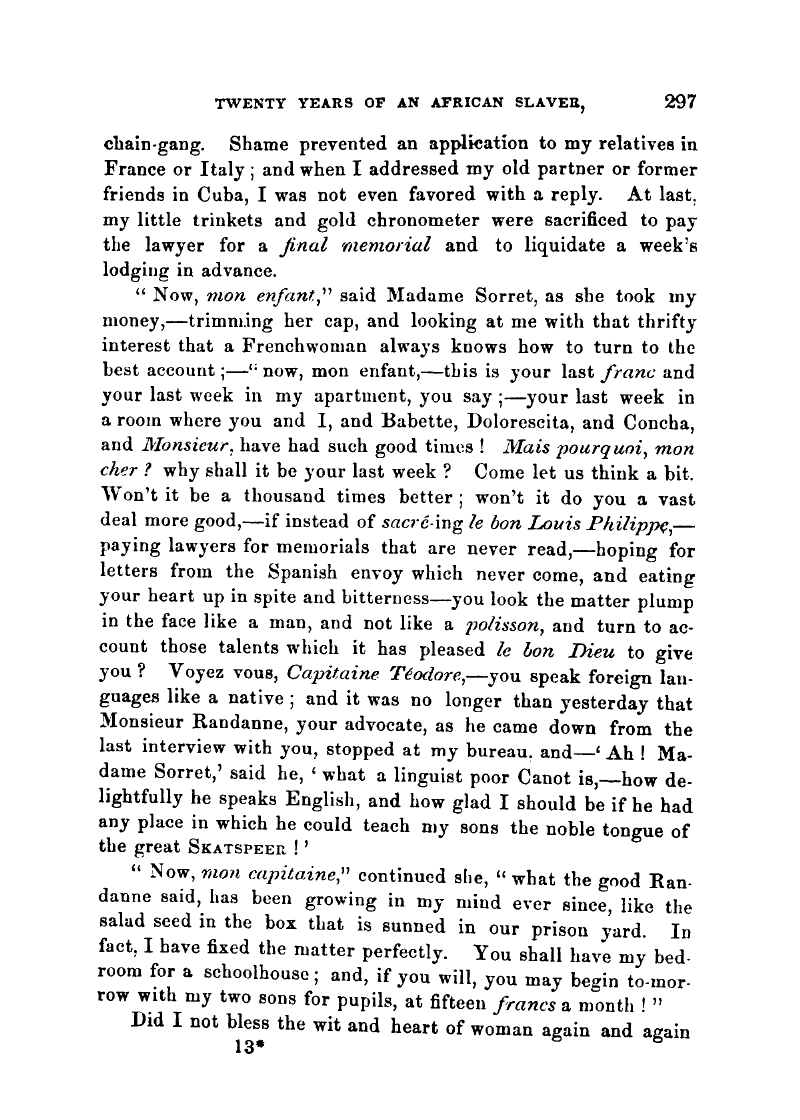 TWENTY YEARS OF AN AFRICAN SLAVER, 297
chain-gang. Shame prevented an application to my relatives in
France or Italy ; and when I addressed my old partner or former
friends in Cuba, I was not even favored with a reply. At last,
my little trinkets and gold chronometer were sacrificed to pay
the lawyer for a final memorial and to liquidate a week's
lodging in advance.
“ Now, mon enfant,” said Madame Sorret, as she took my
money,—trimming her cap, and looking at me with that thrifty
interest that a Frenchwoman always knows how to turn to the
best account ;—“ now, mon enfant,—this is your last franc and
your last week in my apartment, you say ;—your last week in
a room where you and I, and Babette, Dolorescita, and Concha,
and Monsieur, have had such good times ! Mais pourquoi, mon
cher ? why shall it be your last week ? Come let us think a bit.
Won't it be a thousand times better ; won't it do you a vast
deal more good,—if instead of sacré-ing le bon Louis Philippe,—
paying lawyers for memorials that are never read,—hoping for
letters from the Spanish envoy which never come, and eating
your heart up in spite and bitterness—you look the matter plump
in the face like a man, and not like a polisson, and turn to ac-
count those talents which it has pleased le bon Dieu to give
you ? Voyez vous, Capitaine Téodore,—you speak foreign lan-
guages like a native ; and it was no longer than yesterday that
Monsieur Randanne, your advocate, as he came down from the
last interview with you, stopped at my bureau, and—‘ Ah ! Ma-
dame Sorret,’ said he, ‘ what a linguist poor Canot is,—how de-
lightfully he speaks English, and how glad I should be if he had
any place in which he could teach my sons the noble tongue of
the great SKATSPEER ! ’
“ Now, mon capitaine,” continued she, “ what the good Ran-
danne said, has been growing in my mind ever since, like the
salad seed in the box that is sunned in our prison yard. In
fact, I have fixed the matter perfectly. You shall have my bed-
room for a schoolhouse ; and, if you will, you may begin to-mor-
row with my two sons for pupils, at fifteen francs a month ! ”
Did I not bless the wit and heart of woman again and again
13*